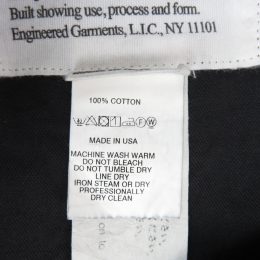 Built showing use, process and form.
Engineered Garments, L.I.C., NY 11101
100% COTTON
MADE IN USA
MACHINE WASH WARM
DO NOT BLEACH
DO NOT TUMBLE DRY
LINE DRY
IRON STEAM OR DRY
PROFESSIONALLY
DRY CLEAN